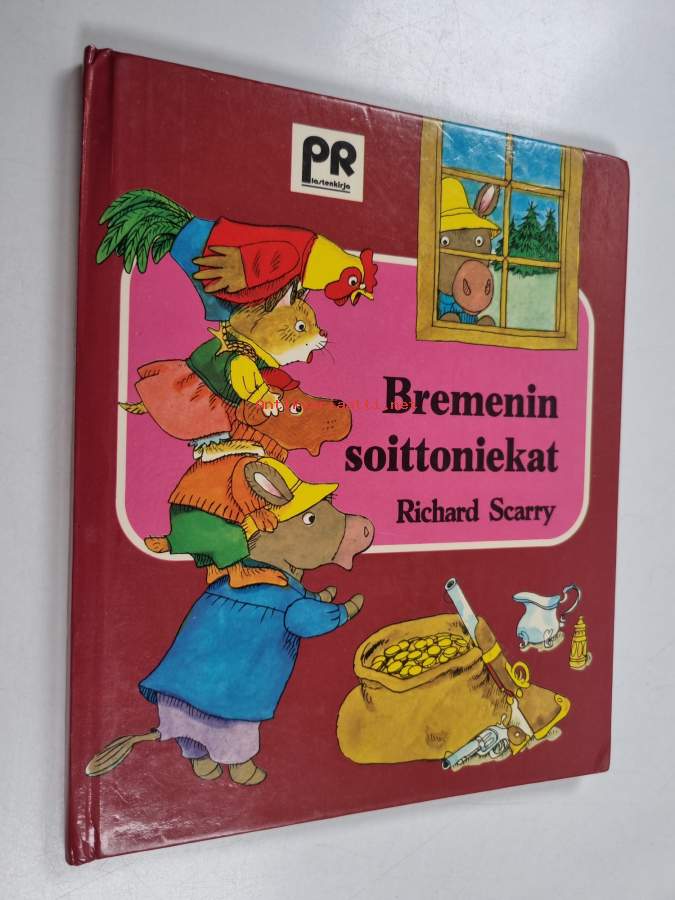 PR
lastenkirja
Bremenin
soittoniekat
Richard Scarry